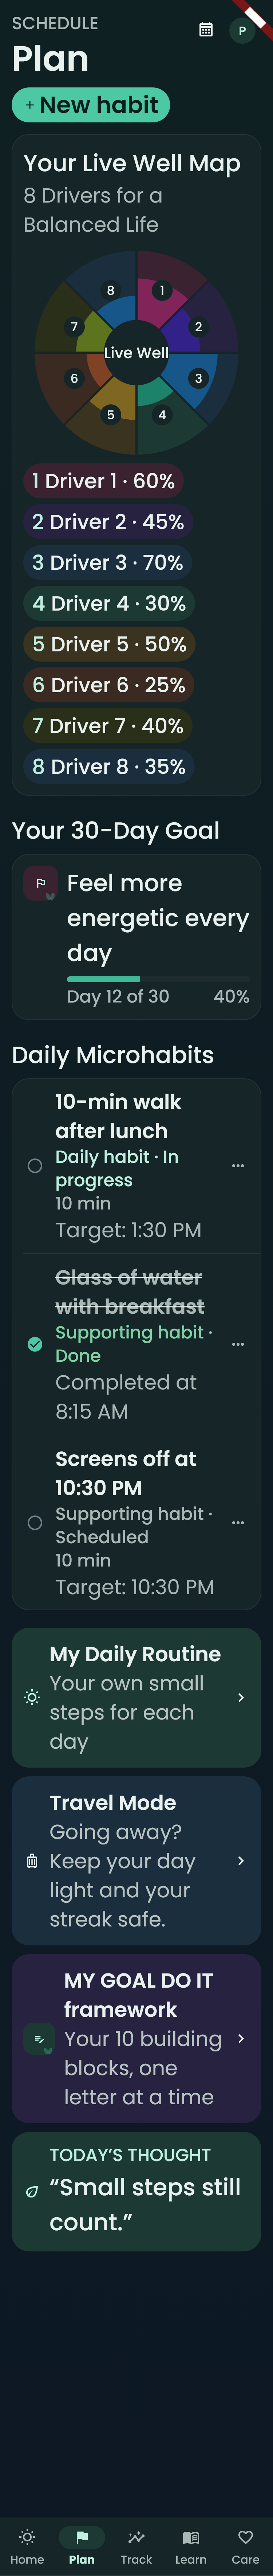 SCHEDULE
Plan
P
+ New habit
Your Live Well Map
8 Drivers for a
Balanced Life
8
1
7
2
Live Well
6
3
5
4
1 Driver 1 · 60%
2 Driver 2 · 45%
3 Driver 3 · 70%
4 Driver 4 · 30%
5 Driver 5 · 50%
6 Driver 6 · 25%
7 Driver 7 · 40%
8 Driver 8 · 35%
Your 30-Day Goal
Feel more
energetic every
day
Day 12 of 30 40%
Daily Microhabits
10-min walk
after lunch
Daily habit · In
progress
10 min
Target: 1:30 PM
Glass of water
with breakfast
Supporting habit ·
Done
Completed at
8:15 AM
Screens off at
10:30 PM
Supporting habit ·
Scheduled
10 min
Target: 10:30 PM
My Daily Routine
Your own small
steps for each
day
Travel Mode
Going away?
Keep your day
light and your
streak safe.
MY GOAL DO IT
framework
Your 10 building
blocks, one
letter at a time
TODAY'S THOUGHT
“Small steps still
count.”
Home Plan Track Learn Care